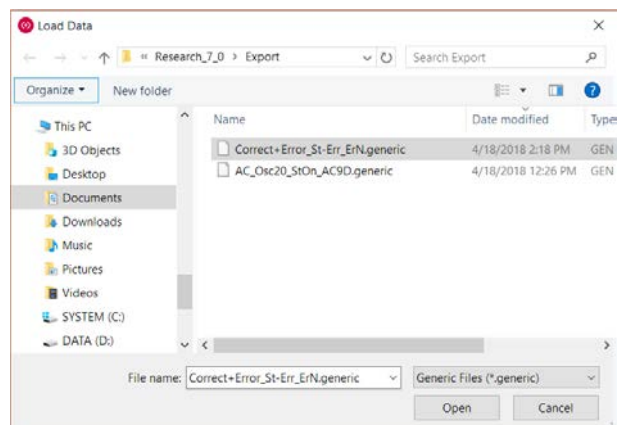 Load Data
« Research_7_0 > Export
Search Export
Organize
New folder
This PC
3D Objects
Desktop
Documents
Downloads
Music
Pictures
Videos
SYSTEM (C:)
DATA (D:)
Name Date modified Type
Correct+Error_St-Err_ErN.generic 4/18/2018 2:18 PM GEN
AC_Osc20_StOn_AC9D.generic 4/18/2018 12:26 PM GEN
File name: Correct+Error_St-Err_ErN.generic Generic Files (*.generic)
Open Cancel